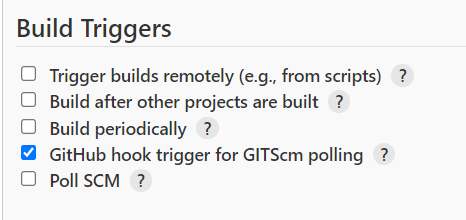 Build Triggers
Trigger builds remotely (e.g., from scripts) ?
Build after other projects are built ?
Build periodically ?
GitHub hook trigger for GITScm polling ?
Poll SCM ?